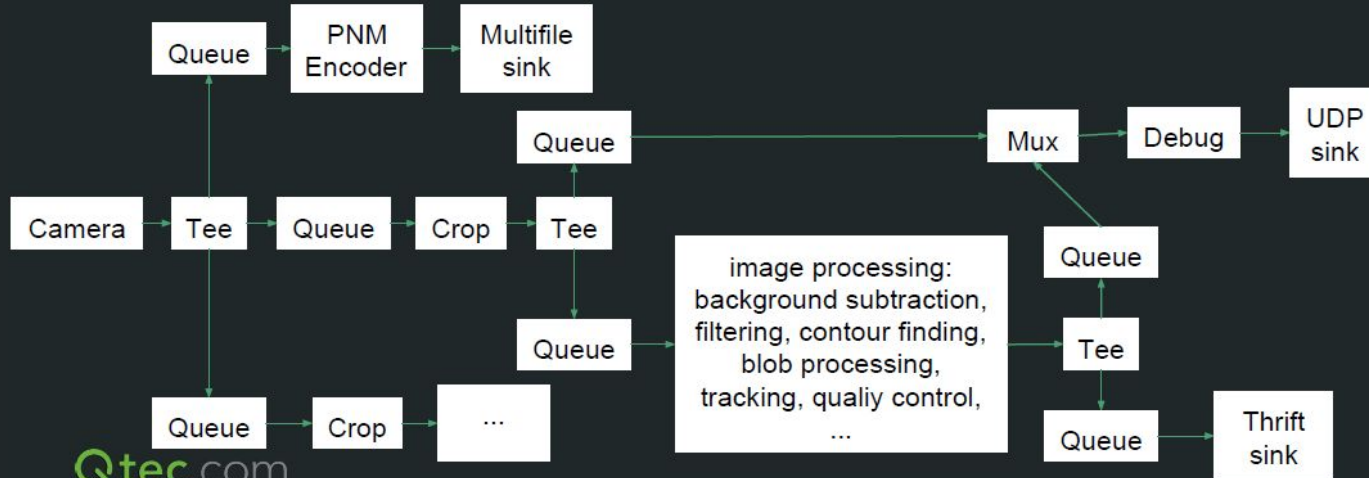 Queue
PNM
Encoder
Multifile
sink
Queue
Mux
Debug
UDP
sink
Camera
Tee
Queue
Crop
Tee
Queue
image processing:
background subtraction,
filtering, contour finding,
blob processing,
tracking, qualiy control,
...
Queue
Tee
Queue
Crop
...
Queue
Thrift
sink
Qtec.com